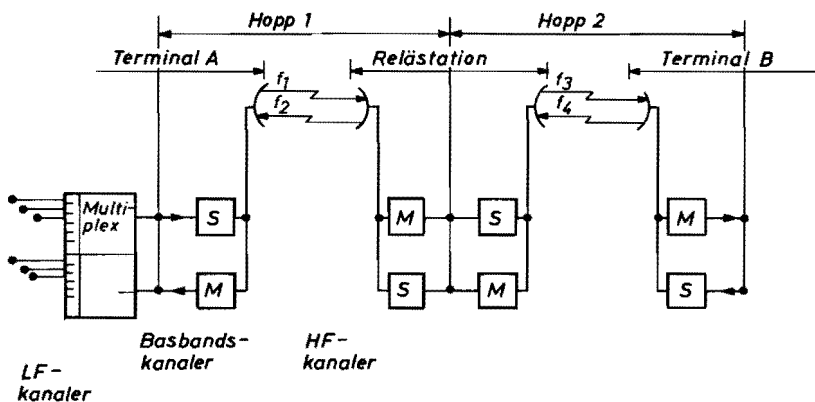 Hopp 1
Hopp 2
Terminal A
Relästation
Terminal B
f1
f2
f3
f4
Multi-
plex
S
M
S
M
M
S
M
S
Basbands-
kanaler
HF-
kanaler
LF-
kanaler